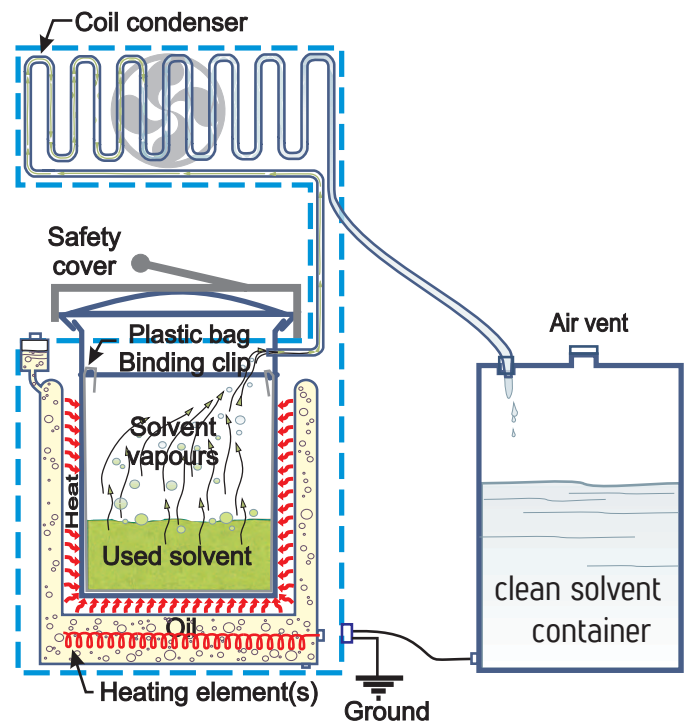 Coil condenser
Safety
cover
Air vent
Plastic bag
Binding clip
Solvent
vapours
Heat
Used solvent
clean solvent
container
Oil
Heating element(s)
Ground